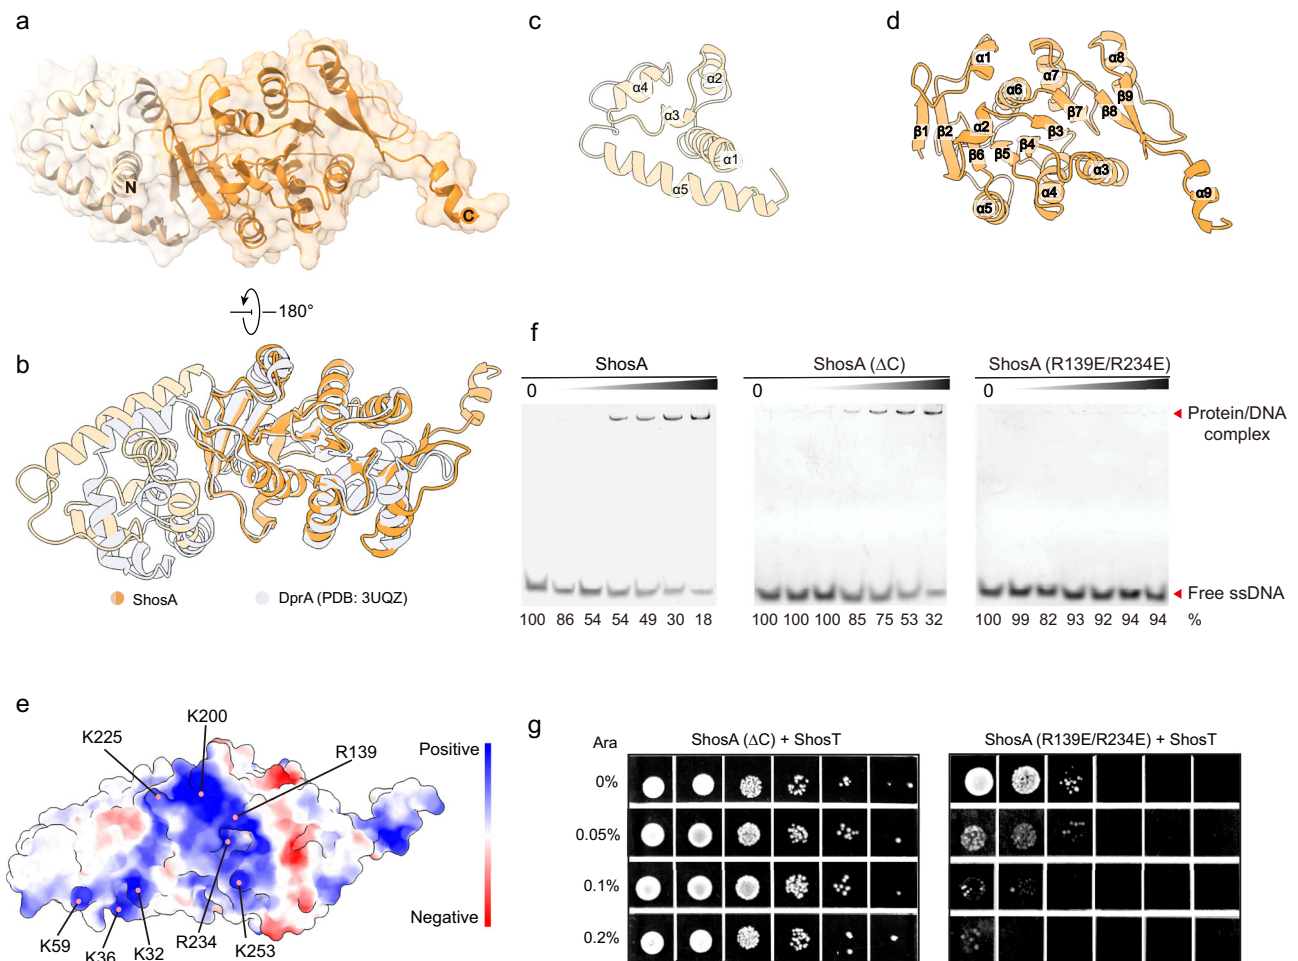 a
N
C
180°
b
ShosA
DprA (PDB: 3UQZ)
c
α4
α2
α3
α1
α5
d
α1
α8
α7
α6
β9
β7
β8
β1
β2
α2
β3
β4
β6
β5
α3
α5
α4
α9
e
K200
K225
R139
Positive
Negative
K59
K36
K32
R234
K253
f
ShosA
ShosA (ΔC)
ShosA (R139E/R234E)
0
0
0
Protein/DNA
complex
Free ssDNA
100 86 54 54 49 30 18
100 100 100 85 75 53 32
100 99 82 93 92 94 94
%
g
Ara
ShosA (ΔC) + ShosT
ShosA (R139E/R234E) + ShosT
0%
0.05%
0.1%
0.2%